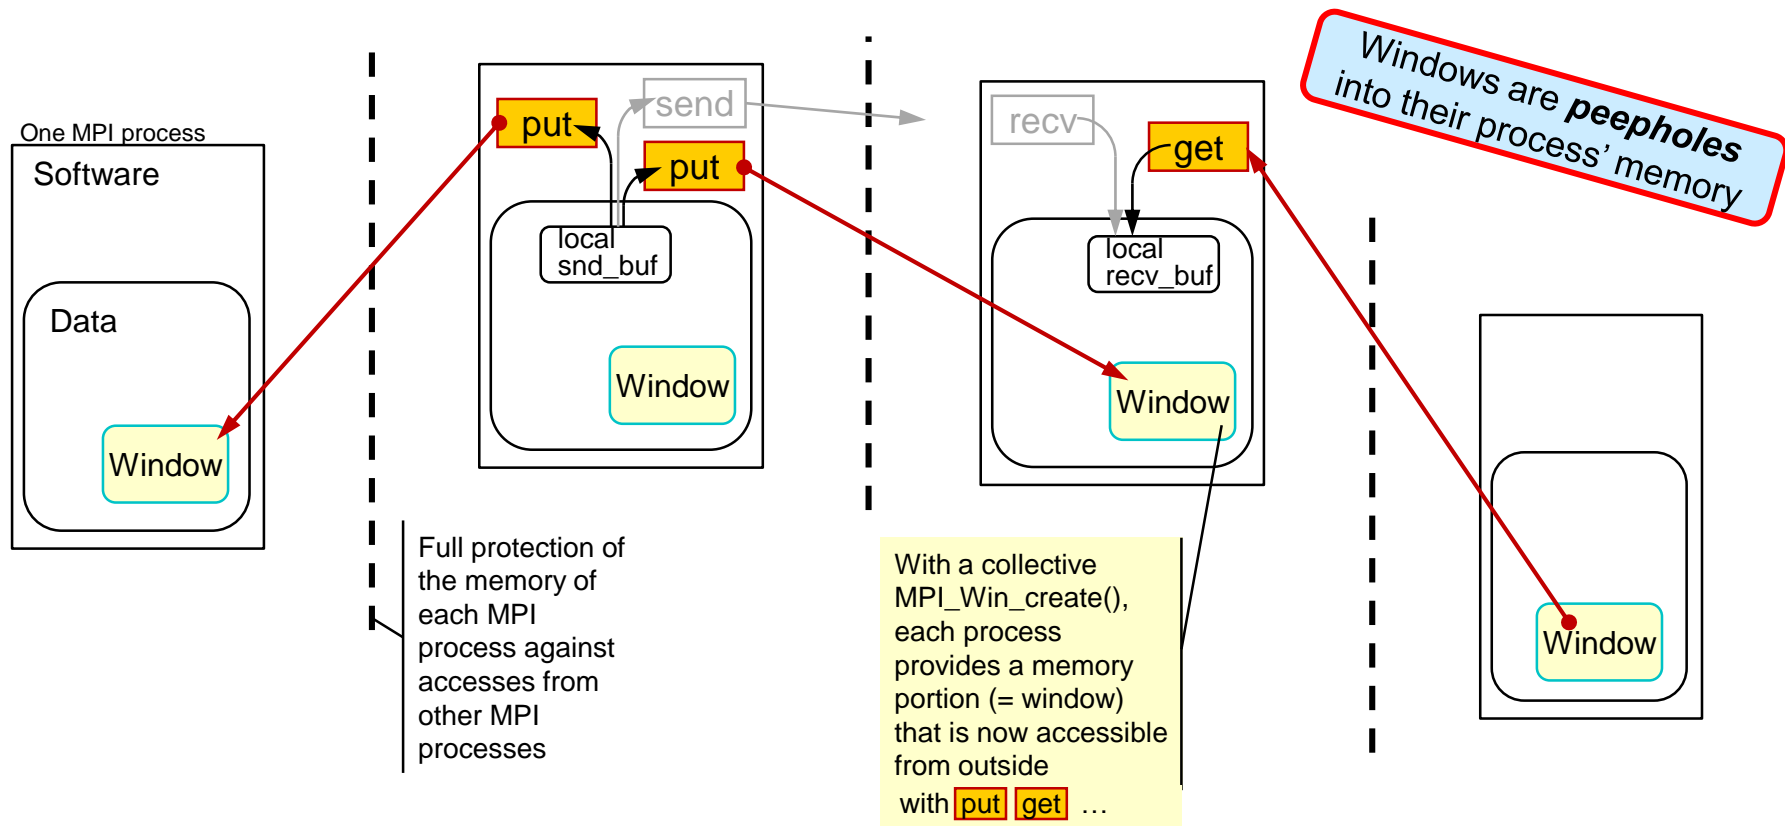 One MPI process
Software
Data
Window
put
send
put
local
snd_buf
Window
recv
get
local
recv_buf
Window
Windows are peepholes
into their process’ memory
Window
Full protection of
the memory of
each MPI
process against
accesses from
other MPI
processes
With a collective
MPI_Win_create(),
each process
provides a memory
portion (= window)
that is now accessible
from outside
with put get …